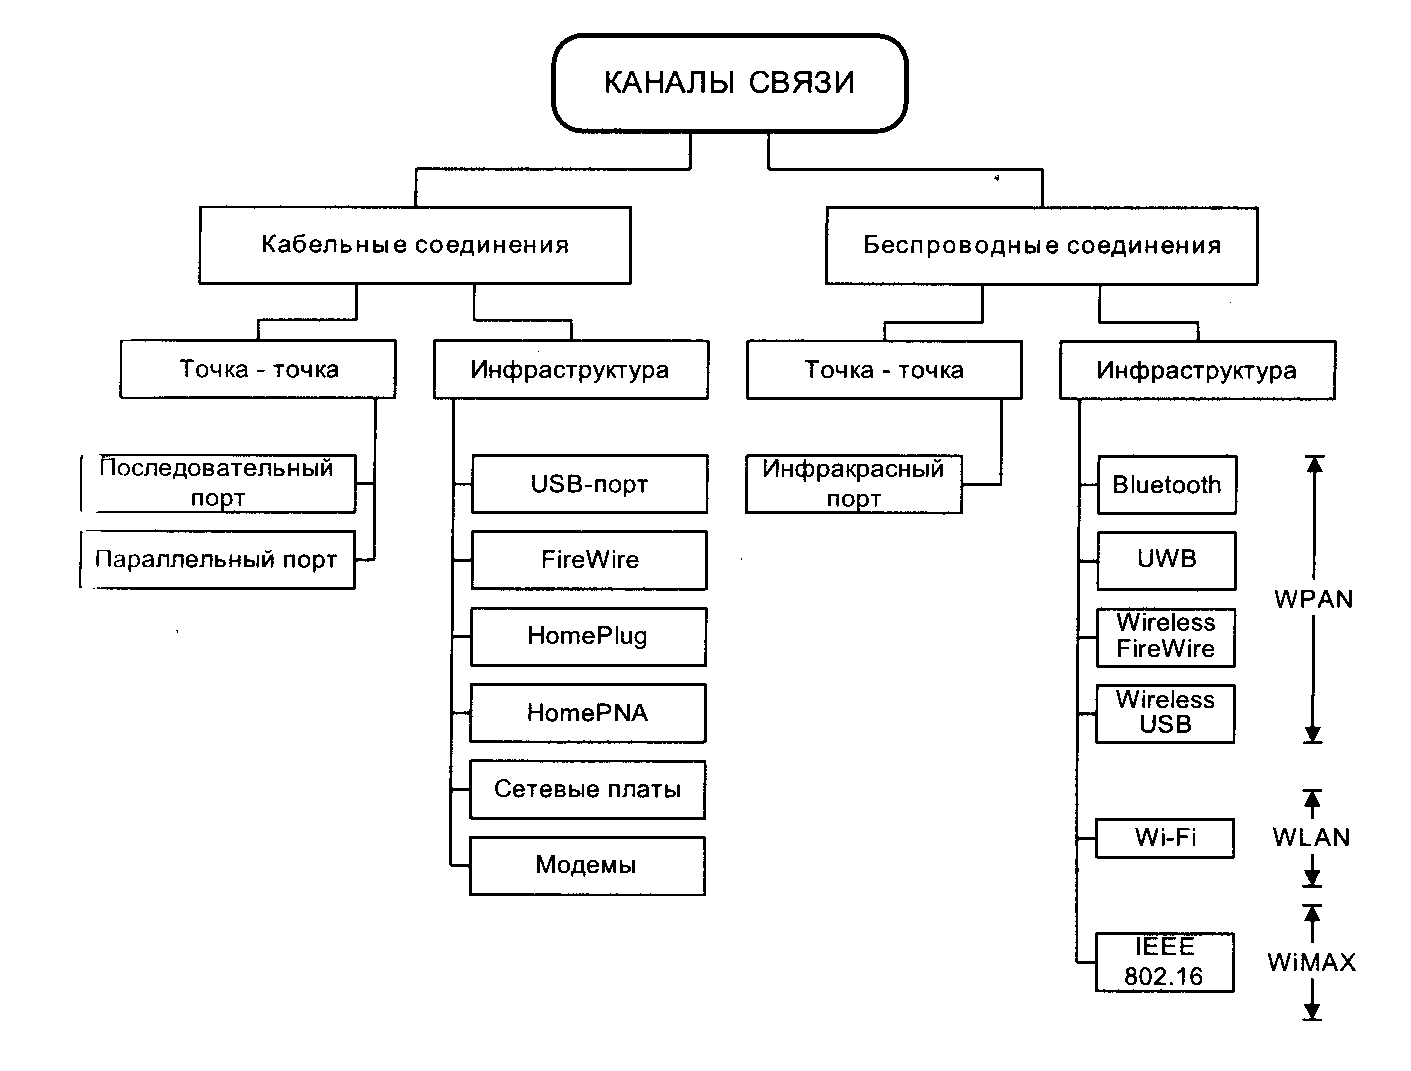 КАНАЛЫ СВЯЗИ
Кабельные соединения
Беспроводные соединения
Точка - точка
Инфраструктура
Точка - точка
Инфраструктура
Последовательный
порт
Параллельный порт
USB-порт
FireWire
HomePlug
HomePNA
Сетевые платы
Модемы
Инфракрасный
порт
Bluetooth
UWB
Wireless
FireWire
Wireless
USB
Wi-Fi
IEEE
802.16
WPAN
WLAN
WiMAX